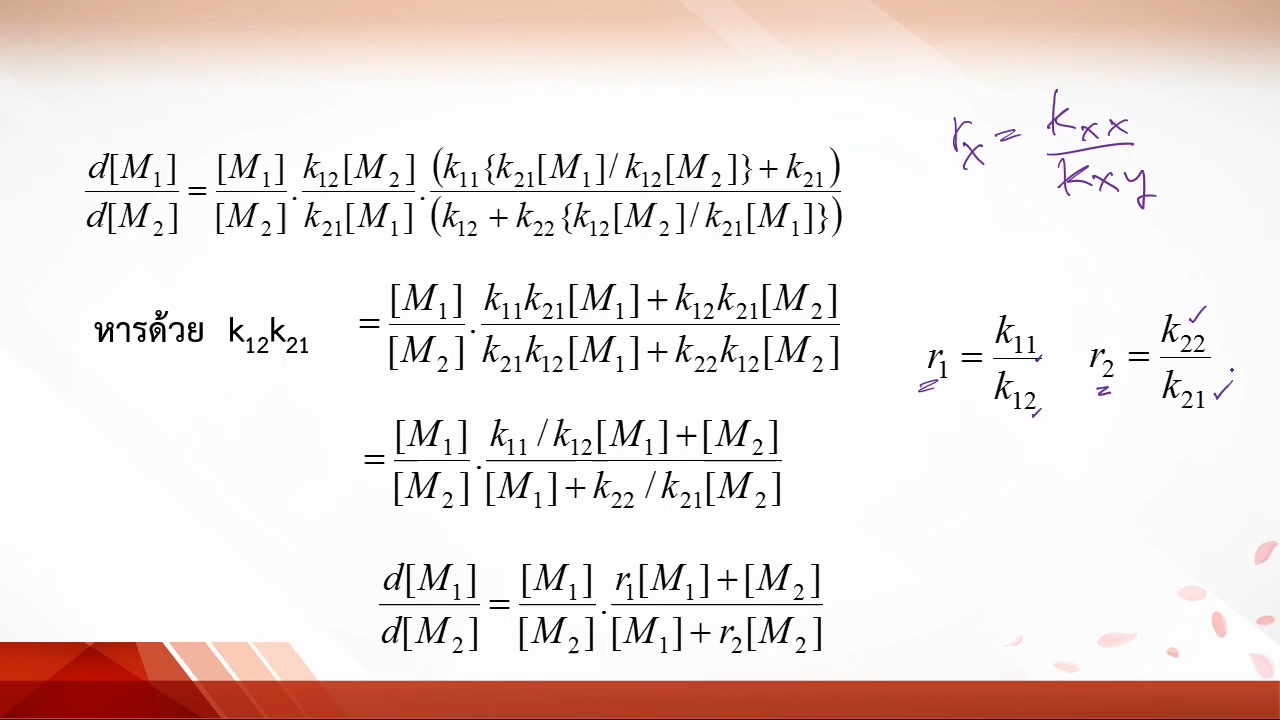 r_x = k_xx / k_xy
d[M₁]/d[M₂] = [M₁]/[M₂] . k₁₂[M₂]/k₂₁[M₁] . (k₁₁{k₂₁[M₁]/k₁₂[M₂]} + k₂₁)/(k₁₂ + k₂₂{k₁₂[M₂]/k₂₁[M₁]})
หารด้วย k₁₂k₂₁ = [M₁]/[M₂] . (k₁₁k₂₁[M₁] + k₁₂k₂₁[M₂])/(k₂₁k₁₂[M₁] + k₂₂k₁₂[M₂])
r₁ = k₁₁/k₁₂ r₂ = k₂₂/k₂₁
= [M₁]/[M₂] . (k₁₁/k₁₂[M₁] + [M₂])/([M₁] + k₂₂/k₂₁[M₂])
d[M₁]/d[M₂] = [M₁]/[M₂] . (r₁[M₁] + [M₂])/([M₁] + r₂[M₂])